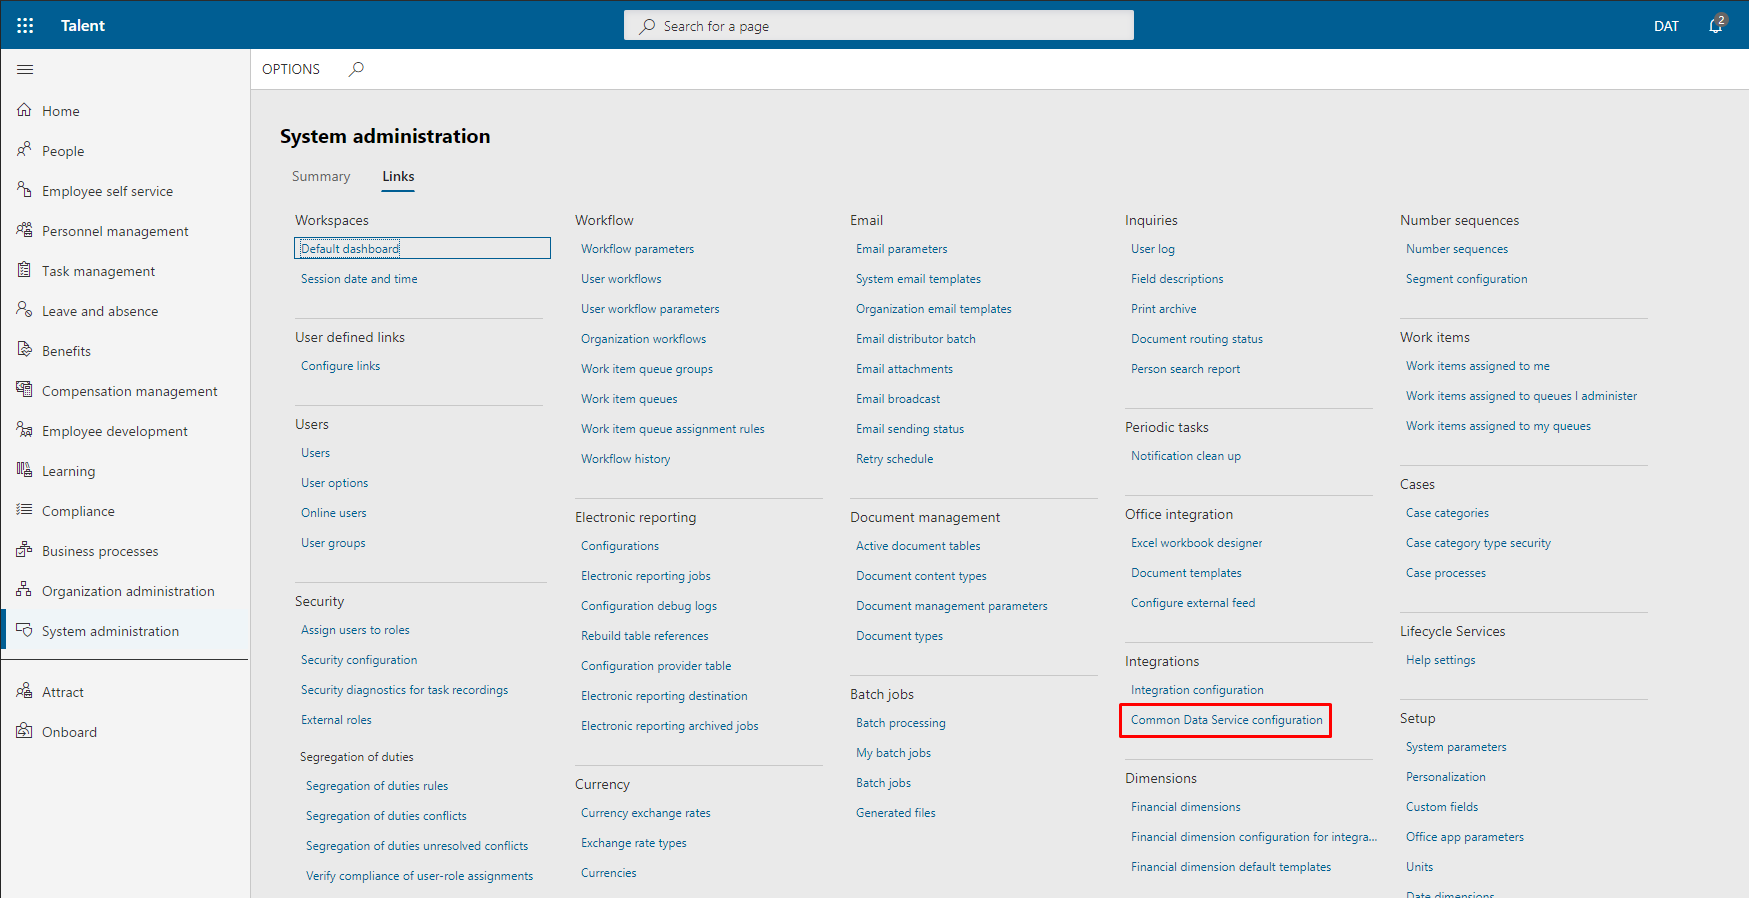 Talent
Search for a page
DAT
2
OPTIONS
Home
People
Employee self service
Personnel management
Task management
Leave and absence
Benefits
Compensation management
Employee development
Learning
Compliance
Business processes
Organization administration
System administration
Attract
Onboard
System administration
Summary
Links
Workspaces
Default dashboard
Session date and time
User defined links
Configure links
Users
Users
User options
Online users
User groups
Security
Assign users to roles
Security configuration
Security diagnostics for task recordings
External roles
Segregation of duties
Segregation of duties rules
Segregation of duties conflicts
Segregation of duties unresolved conflicts
Verify compliance of user-role assignments
Workflow
Workflow parameters
User workflows
User workflow parameters
Organization workflows
Work item queue groups
Work item queues
Work item queue assignment rules
Workflow history
Electronic reporting
Configurations
Electronic reporting jobs
Configuration debug logs
Rebuild table references
Configuration provider table
Electronic reporting destination
Electronic reporting archived jobs
Currency
Currency exchange rates
Exchange rate types
Currencies
Email
Email parameters
System email templates
Organization email templates
Email distributor batch
Email attachments
Email broadcast
Email sending status
Retry schedule
Document management
Active document tables
Document content types
Document management parameters
Document types
Batch jobs
Batch processing
My batch jobs
Batch jobs
Generated files
Inquiries
User log
Field descriptions
Print archive
Document routing status
Person search report
Periodic tasks
Notification clean up
Office integration
Excel workbook designer
Document templates
Configure external feed
Integrations
Integration configuration
Common Data Service configuration
Dimensions
Financial dimensions
Financial dimension configuration for integra...
Financial dimension default templates
Number sequences
Number sequences
Segment configuration
Work items
Work items assigned to me
Work items assigned to queues I administer
Work items assigned to my queues
Cases
Case categories
Case category type security
Case processes
Lifecycle Services
Help settings
Setup
System parameters
Personalization
Custom fields
Office app parameters
Units
Date dimensions